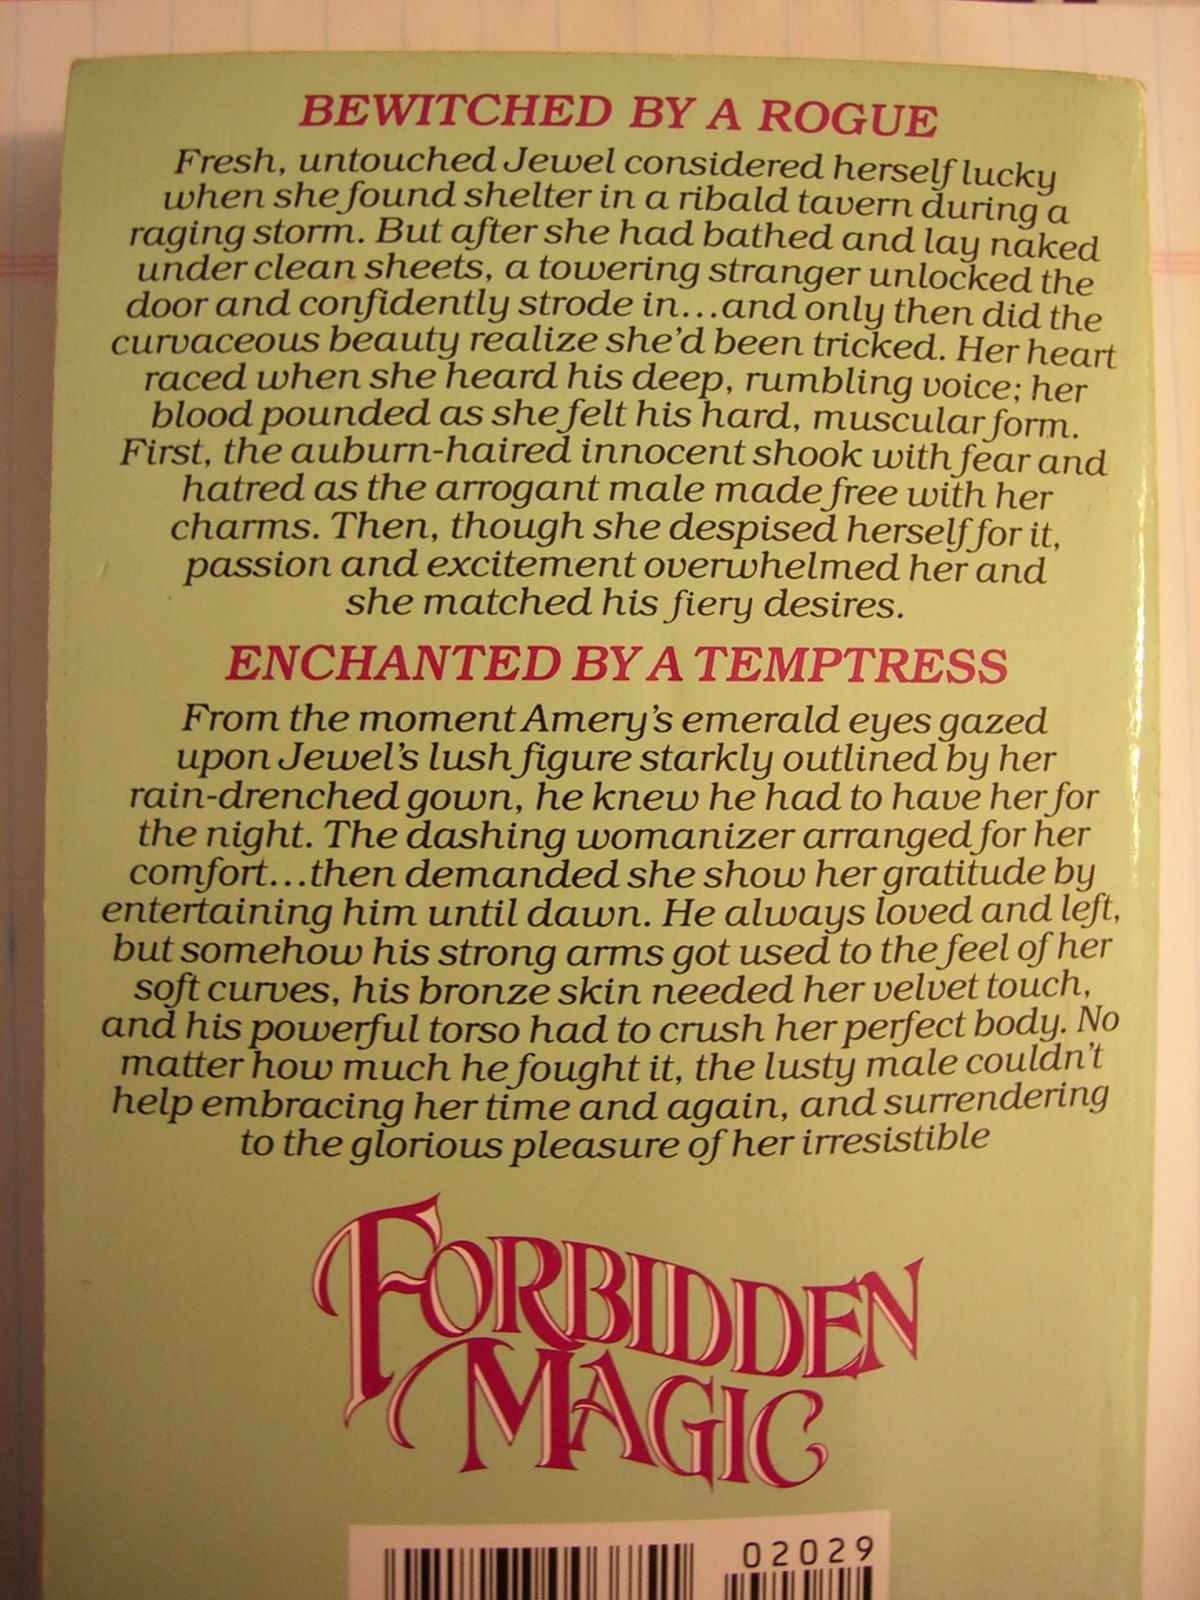 BEWITCHED BY A ROGUE
Fresh, untouched Jewel considered herself lucky
when she found shelter in a ribald tavern during a
raging storm. But after she had bathed and lay naked
under clean sheets, a towering stranger unlocked the
door and confidently strode in...and only then did the
curvaceous beauty realize she'd been tricked. Her heart
raced when she heard his deep, rumbling voice; her
blood pounded as she felt his hard, muscular form.
First, the auburn-haired innocent shook with fear and
hatred as the arrogant male made free with her
charms. Then, though she despised herself for it,
passion and excitement overwhelmed her and
she matched his fiery desires.
ENCHANTED BY A TEMPTRESS
From the moment Amery's emerald eyes gazed
upon Jewel's lush figure starkly outlined by her
rain-drenched gown, he knew he had to have her for
the night. The dashing womanizer arranged for her
comfort...then demanded she show her gratitude by
entertaining him until dawn. He always loved and left,
but somehow his strong arms got used to the feel of her
soft curves, his bronze skin needed her velvet touch,
and his powerful torso had to crush her perfect body. No
matter how much he fought it, the lusty male couldn't
help embracing her time and again, and surrendering
to the glorious pleasure of her irresistible
FORBIDDEN
MAGIC
02029